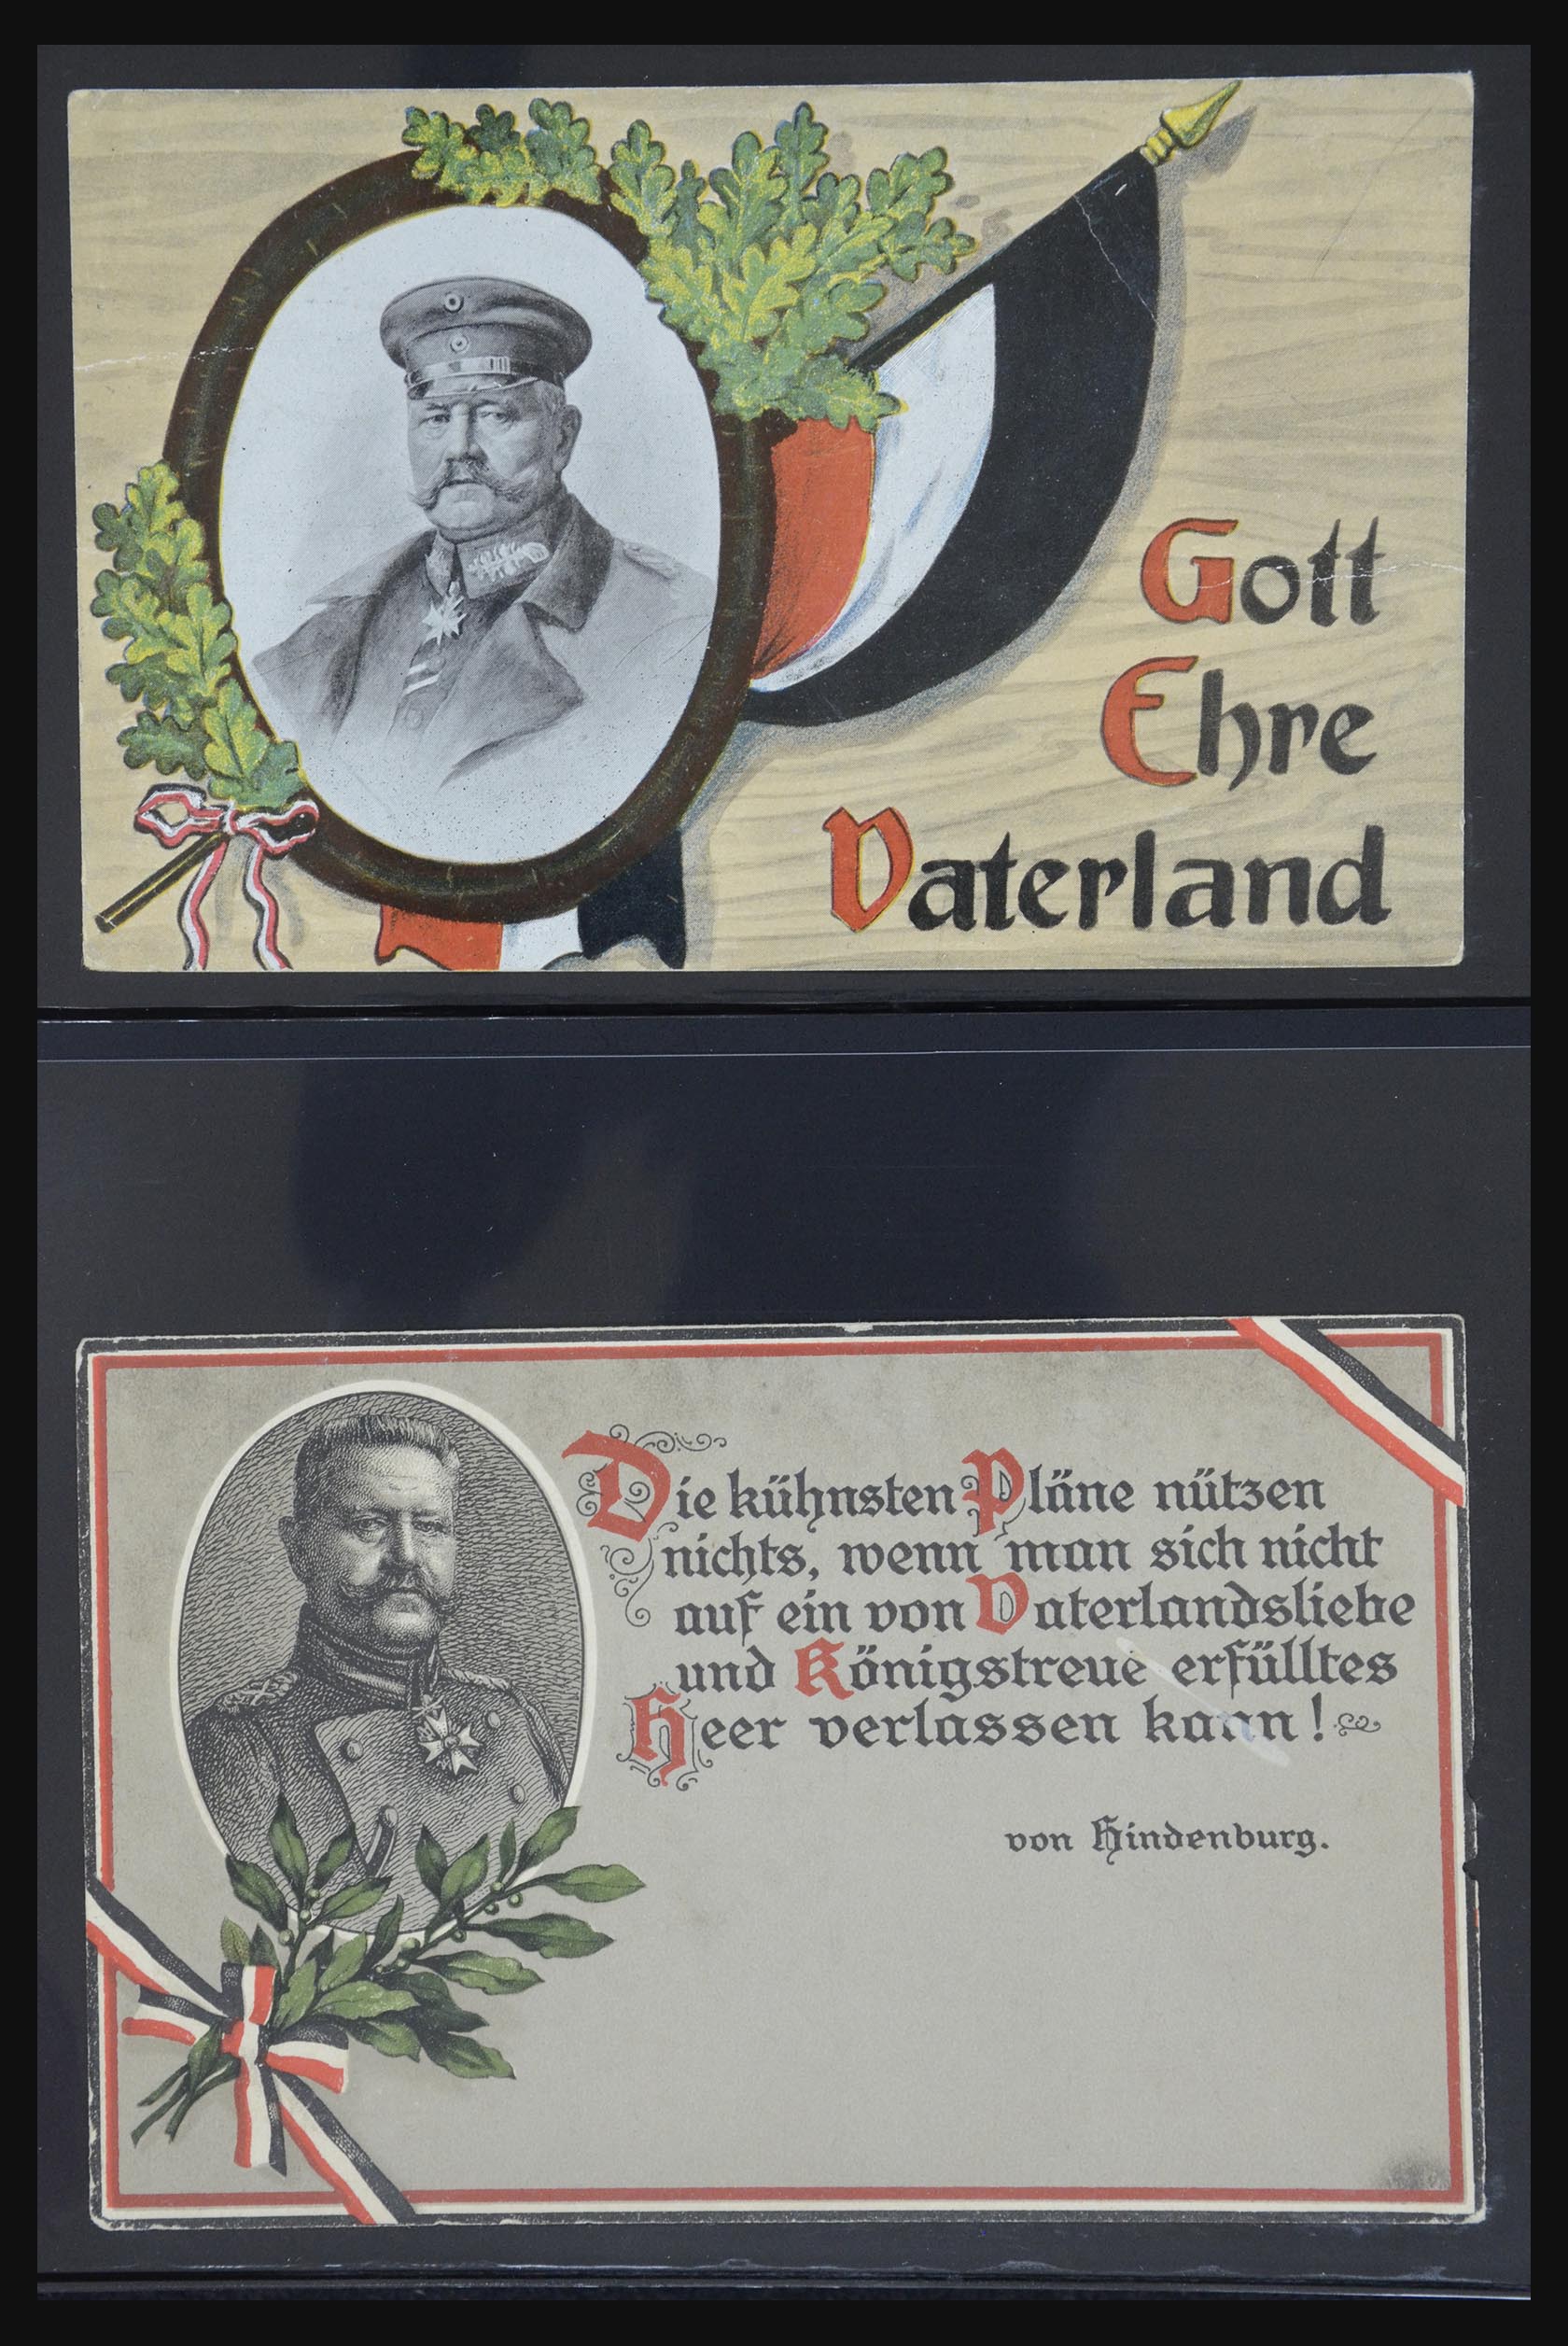 Gott
Ehre
Vaterland
Die kühnsten Pläne nützen
nichts, wenn man sich nicht
auf ein von Vaterlandsliebe
und Königstreue erfülltes
Heer verlassen kann!
von Hindenburg.